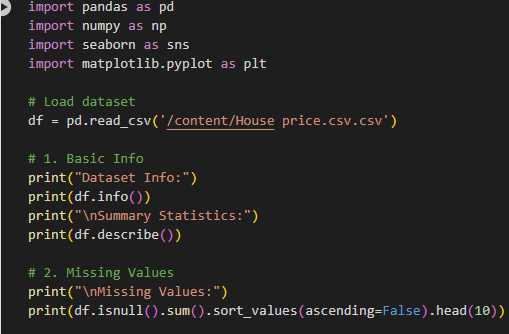 import pandas as pd
import numpy as np
import seaborn as sns
import matplotlib.pyplot as plt
# Load dataset
df = pd.read_csv('/content/House price.csv.csv')
# 1. Basic Info
print("Dataset Info:")
print(df.info())
print("\nSummary Statistics:")
print(df.describe())
# 2. Missing Values
print("\nMissing Values:")
print(df.isnull().sum().sort_values(ascending=False).head(10))